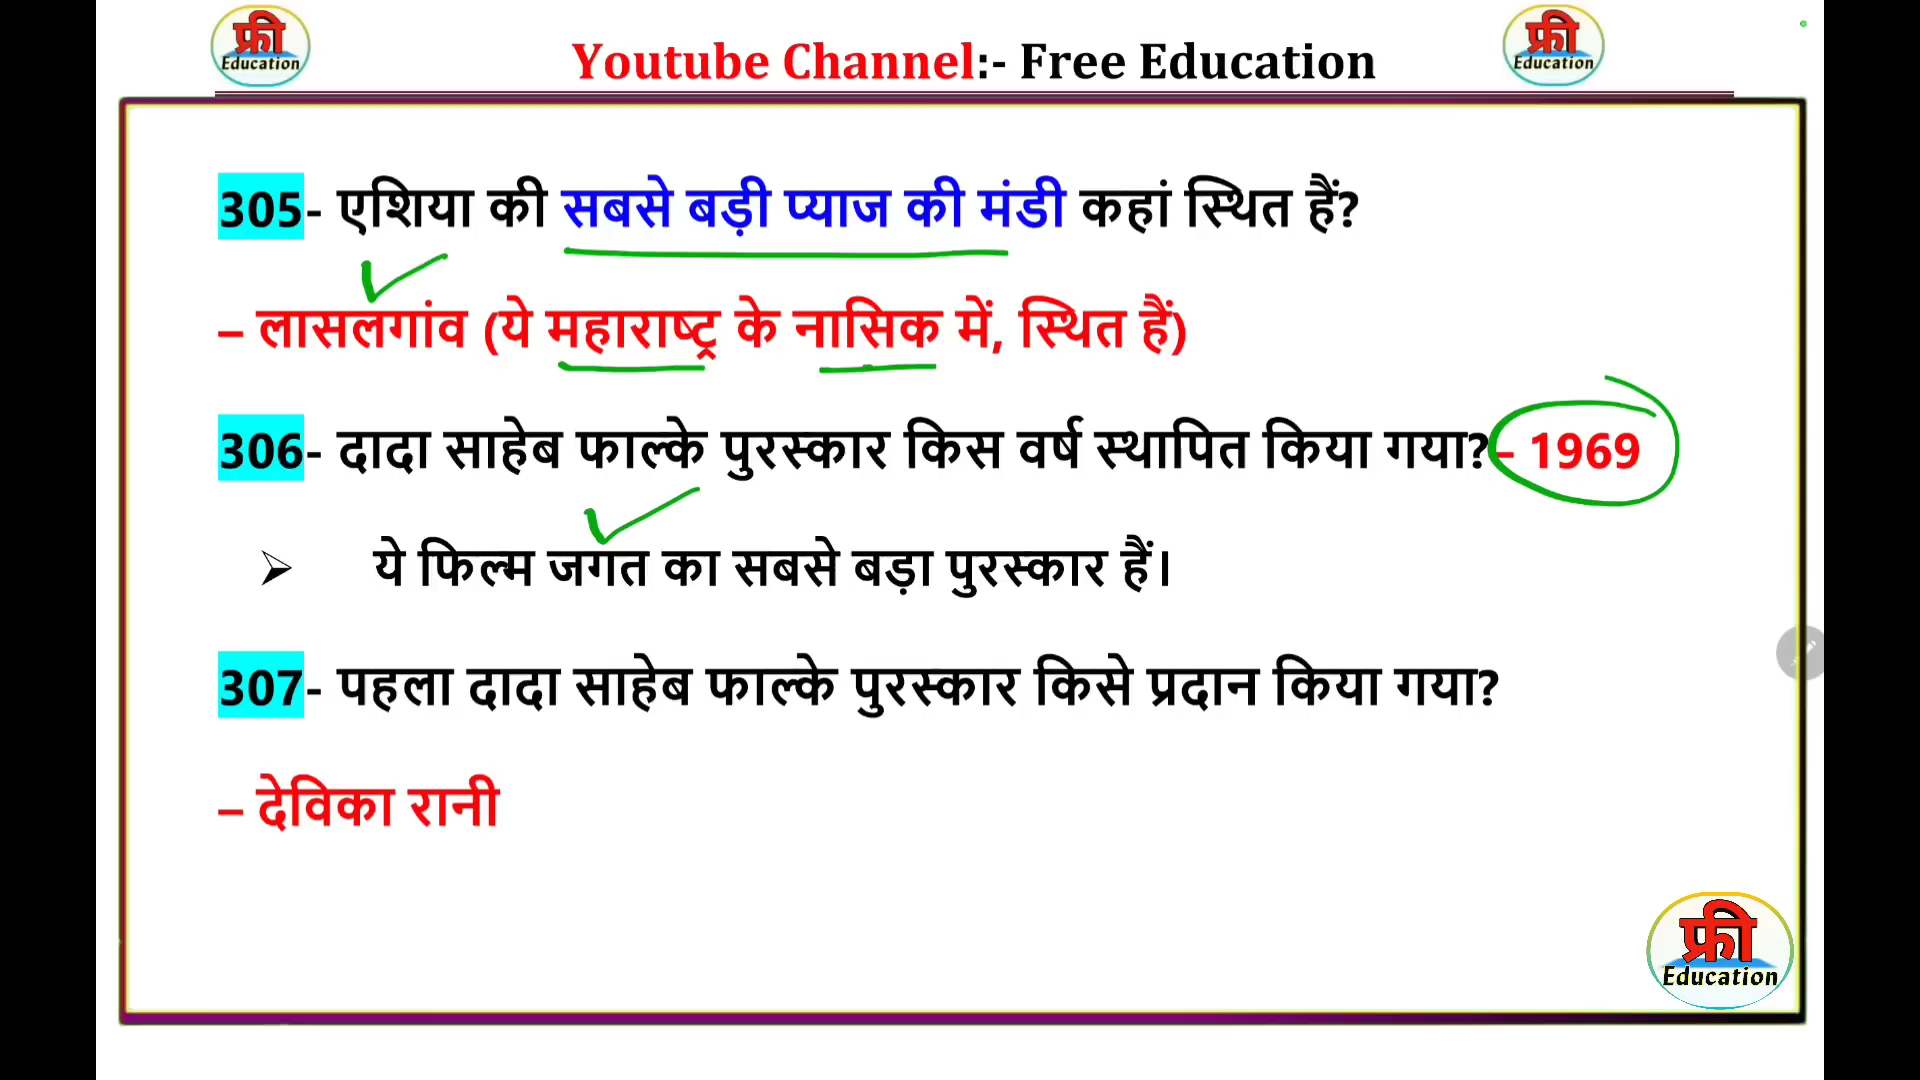 फ्री
Education
Youtube Channel:- Free Education
फ्री
Education
305- एशिया की सबसे बड़ी प्याज की मंडी कहां स्थित हैं?
– लासलगांव (ये महाराष्ट्र के नासिक में, स्थित हैं)
306- दादा साहेब फाल्के पुरस्कार किस वर्ष स्थापित किया गया? – 1969
➢ ये फिल्म जगत का सबसे बड़ा पुरस्कार हैं।
307- पहला दादा साहेब फाल्के पुरस्कार किसे प्रदान किया गया?
– देविका रानी
फ्री
Education